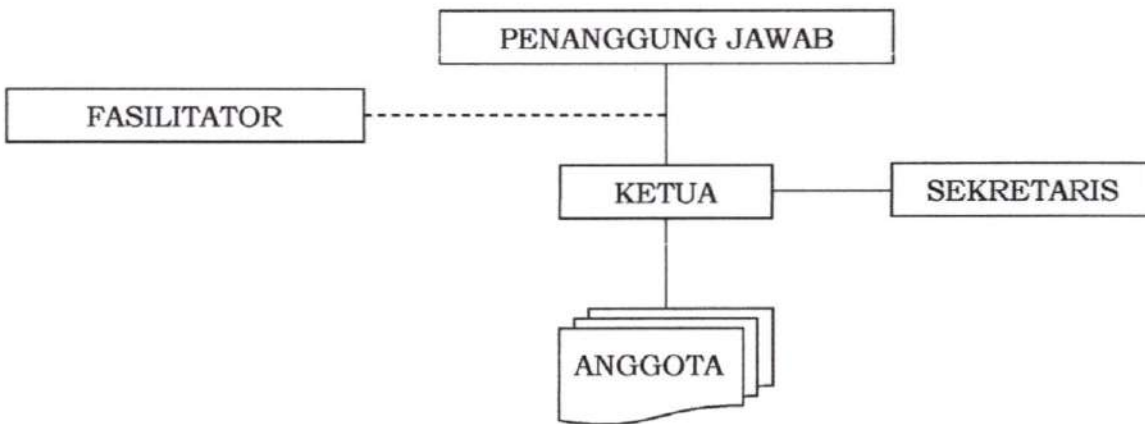 PENANGGUNG JAWAB
FASILITATOR
KETUA
SEKRETARIS
ANGGOTA